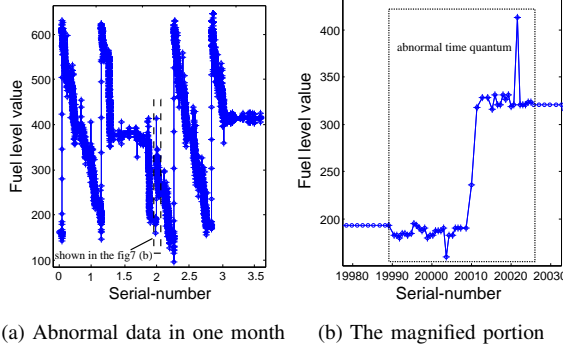 600
500
400
300
200
100
Fuel level value
shown in the fig7 (b)
0 0.5 1 1.5 2 2.5 3 3.5
Serial-number
400
350
300
250
200
Fuel level value
abnormal time quantum
19980 19990 20000 20010 20020 20030
Serial-number
(a) Abnormal data in one month
(b) The magnified portion